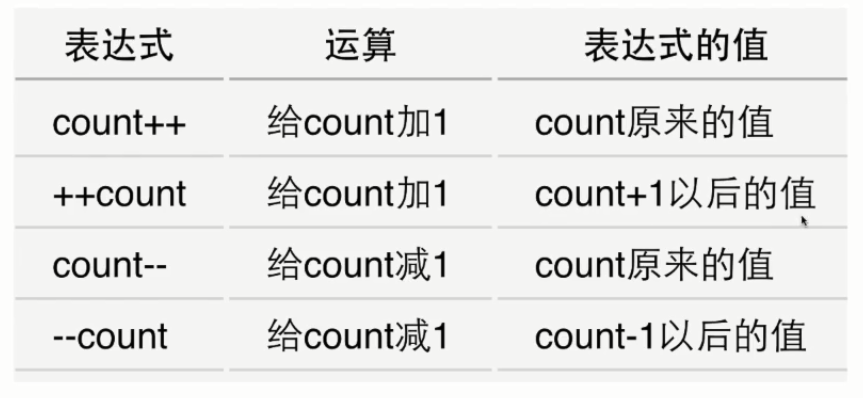 表达式 运算 表达式的值
count++ 给count加1 count原来的值
++count 给count加1 count+1以后的值
count-- 给count减1 count原来的值
--count 给count减1 count-1以后的值